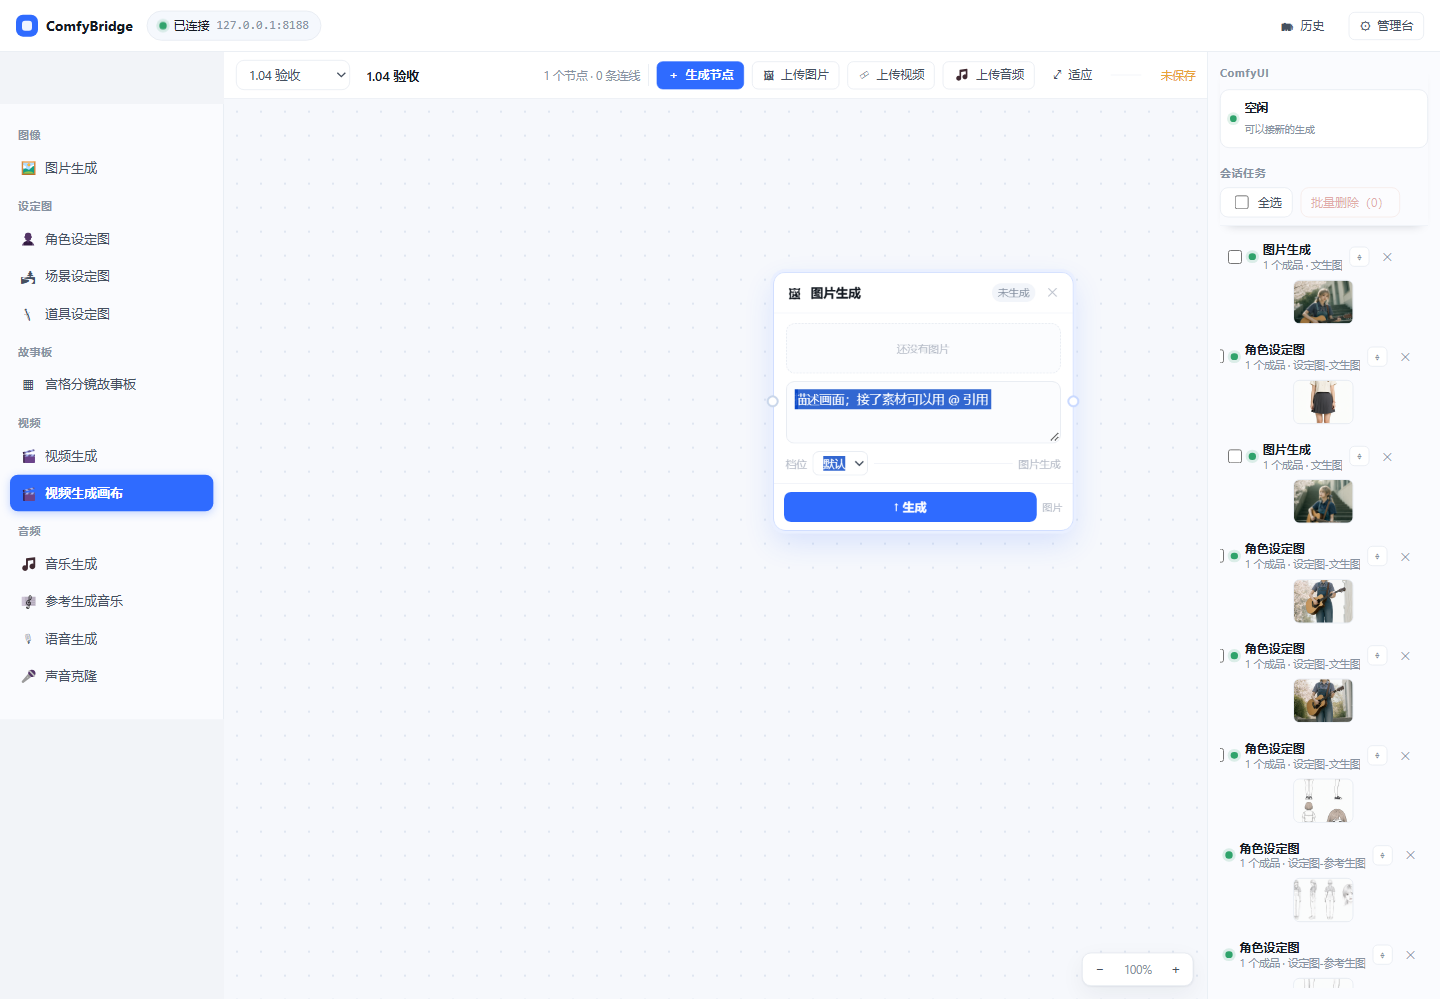 ComfyBridge
已连接 127.0.0.1:8188
历史
管理台
图像
图片生成
设定图
角色设定图
场景设定图
道具设定图
故事板
宫格分镜故事板
视频
视频生成
视频生成画布
音频
音乐生成
参考生成音乐
语音生成
声音克隆
1.04 验收
1.04 验收
1 个节点 · 0 条连线
+ 生成节点
上传图片
上传视频
上传音频
适应
未保存
图片生成
未生成
还没有图片
描述画面；接了素材可以用 @ 引用
档位
默认
图片生成
↑ 生成
图片
− 100% +
ComfyUI
空闲
可以接新的生成
会话任务
全选
批量删除（0）
图片生成
1 个成品 · 文生图
角色设定图
1 个成品 · 设定图-文生图
图片生成
1 个成品 · 文生图
角色设定图
1 个成品 · 设定图-文生图
角色设定图
1 个成品 · 设定图-文生图
角色设定图
1 个成品 · 设定图-文生图
角色设定图
1 个成品 · 设定图-参考生图
角色设定图
1 个成品 · 设定图-参考生图